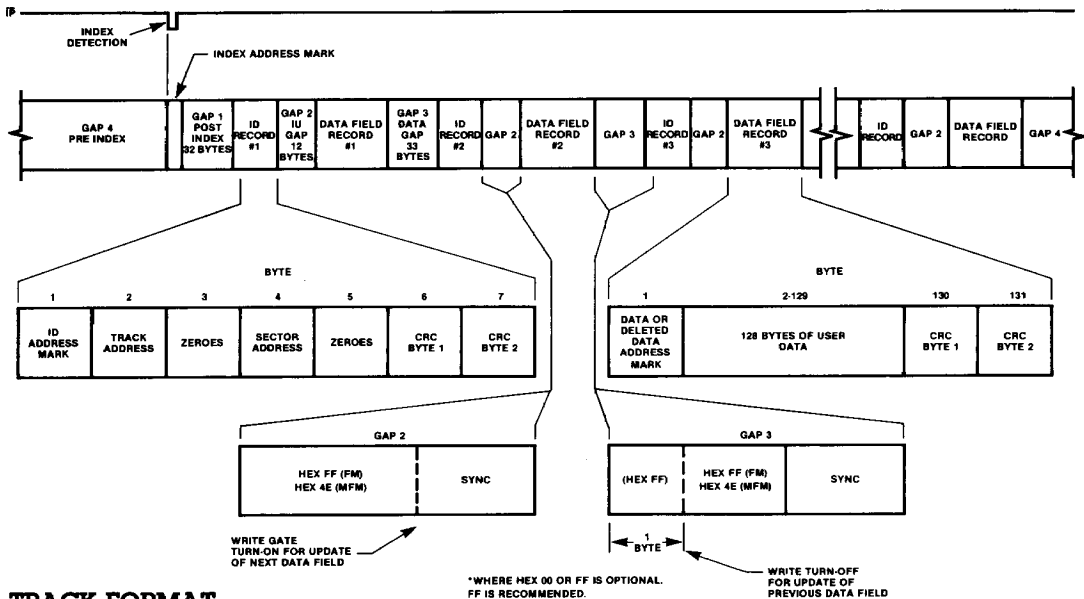 INDEX
DETECTION
INDEX ADDRESS MARK
GAP 4
PRE INDEX
GAP 1
POST
INDEX
32 BYTES
ID
RECORD
#1
GAP 2
IU
GAP
12
BYTES
DATA FIELD
RECORD
#1
GAP 3
DATA
GAP
33
BYTES
ID
RECORD
#2
GAP 2
DATA FIELD
RECORD
#2
GAP 3
ID
RECORD
#3
GAP 2
DATA FIELD
RECORD
#3
ID
RECORD
GAP 2
DATA FIELD
RECORD
GAP 4
BYTE
1 2 3 4 5 6 7
ID
ADDRESS
MARK
TRACK
ADDRESS
ZEROES
SECTOR
ADDRESS
ZEROES
CRC
BYTE 1
CRC
BYTE 2
BYTE
1 2-129 130 131
DATA OR
DELETED
DATA
ADDRESS
MARK
128 BYTES OF USER
DATA
CRC
BYTE 1
CRC
BYTE 2
GAP 2
HEX FF (FM)
HEX 4E (MFM)
SYNC
WRITE GATE
TURN-ON FOR UPDATE
OF NEXT DATA FIELD
GAP 3
(HEX FF)
HEX FF (FM)
HEX 4E (MFM)
SYNC
1
BYTE
WRITE TURN-OFF
FOR UPDATE OF
PREVIOUS DATA FIELD
*WHERE HEX 00 OR FF IS OPTIONAL.
FF IS RECOMMENDED.
TRACK FORMAT